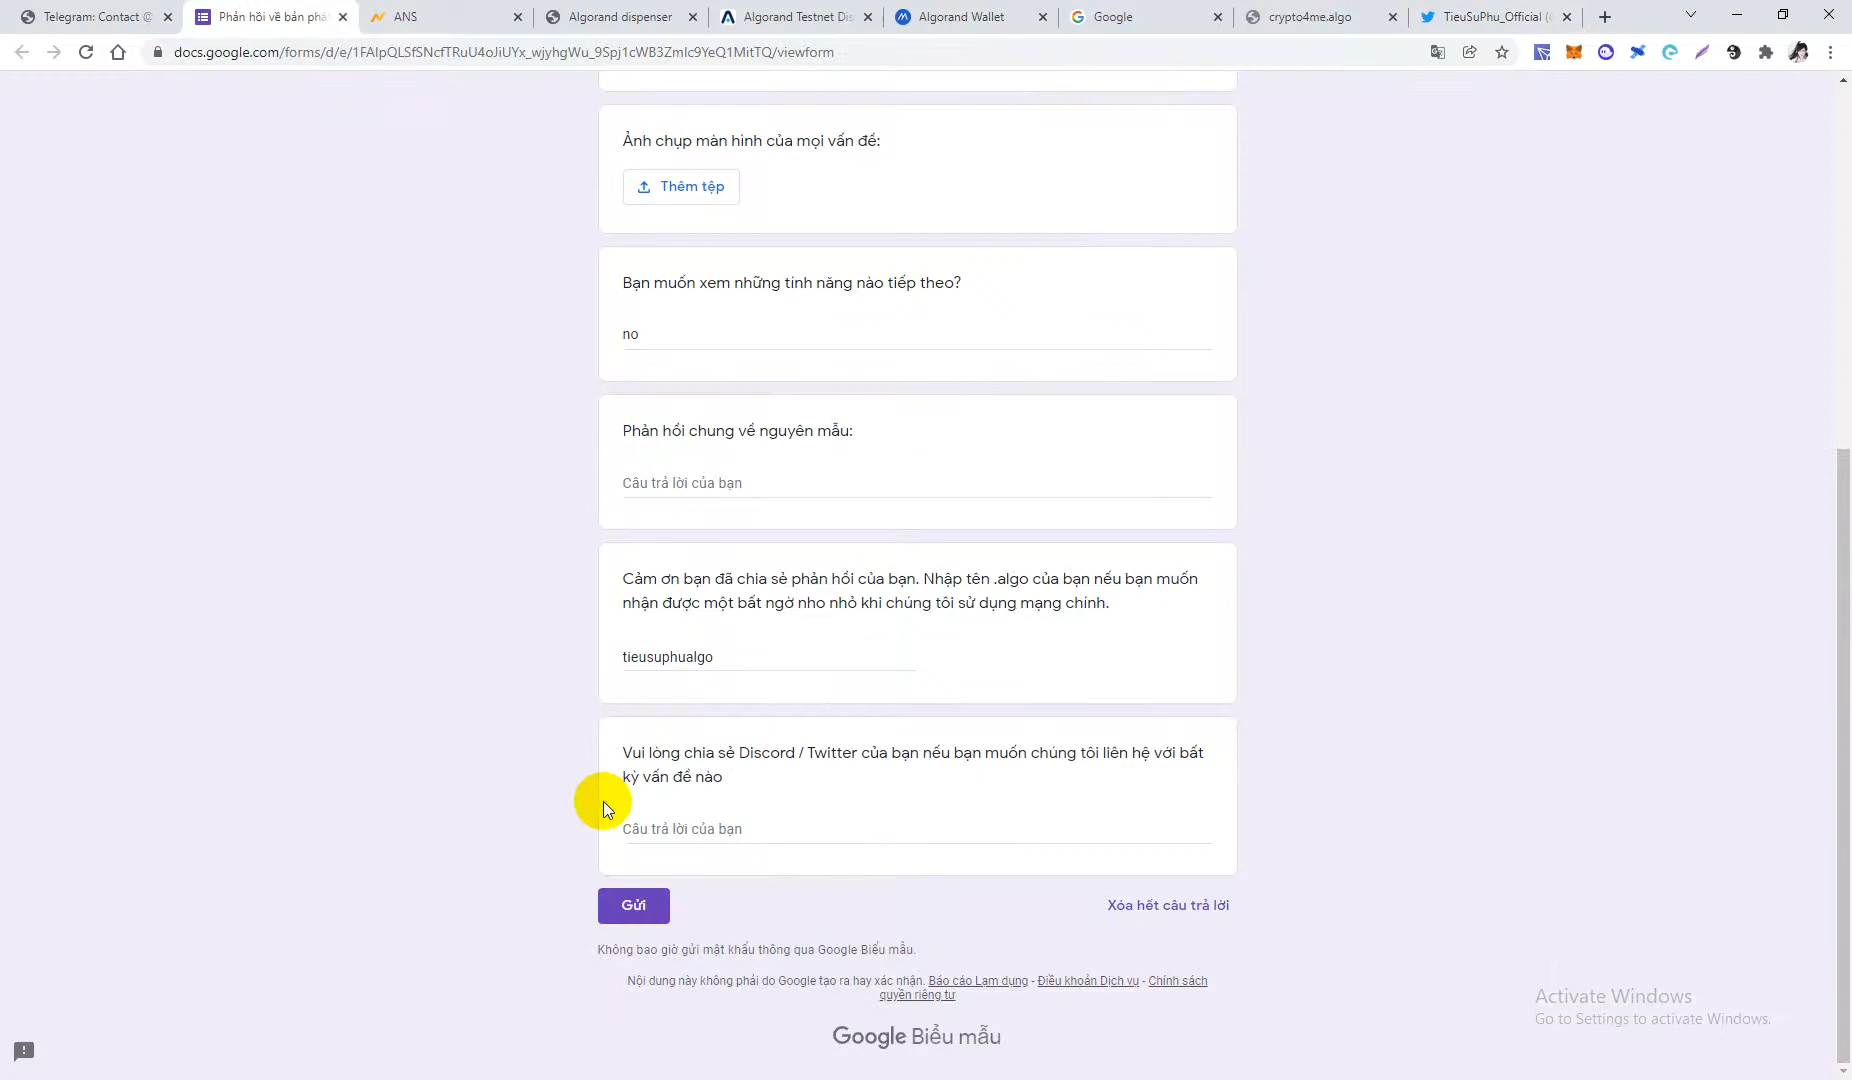 Telegram: Contact @
Phản hồi về bản phá
ANS
Algorand dispenser
Algorand Testnet Dis
Algorand Wallet
Google
crypto4me.algo
TieuSuPhu_Official (
docs.google.com/forms/d/e/1FAIpQLSfSNcfTRuU4oJiUYx_wjyhgWu_9Spj1cWB3Zmlc9YeQ1MitTQ/viewform
Ảnh chụp màn hình của mọi vấn đề:
Thêm tệp
Bạn muốn xem những tính năng nào tiếp theo?
no
Phản hồi chung về nguyên mẫu:
Câu trả lời của bạn
Cảm ơn bạn đã chia sẻ phản hồi của bạn. Nhập tên .algo của bạn nếu bạn muốn
nhận được một bất ngờ nho nhỏ khi chúng tôi sử dụng mạng chính.
tieusuphualgo
Vui lòng chia sẻ Discord / Twitter của bạn nếu bạn muốn chúng tôi liên hệ với bất
kỳ vấn đề nào
Câu trả lời của bạn
Gửi
Xóa hết câu trả lời
Không bao giờ gửi mật khẩu thông qua Google Biểu mẫu.
Nội dung này không phải do Google tạo ra hay xác nhận. Báo cáo Lạm dụng - Điều khoản Dịch vụ - Chính sách
quyền riêng tư
Google Biểu mẫu
Activate Windows
Go to Settings to activate Windows.